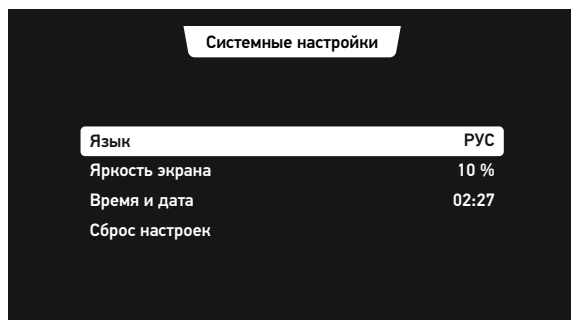 Системные настройки
Язык РУС
Яркость экрана 10 %
Время и дата 02:27
Сброс настроек